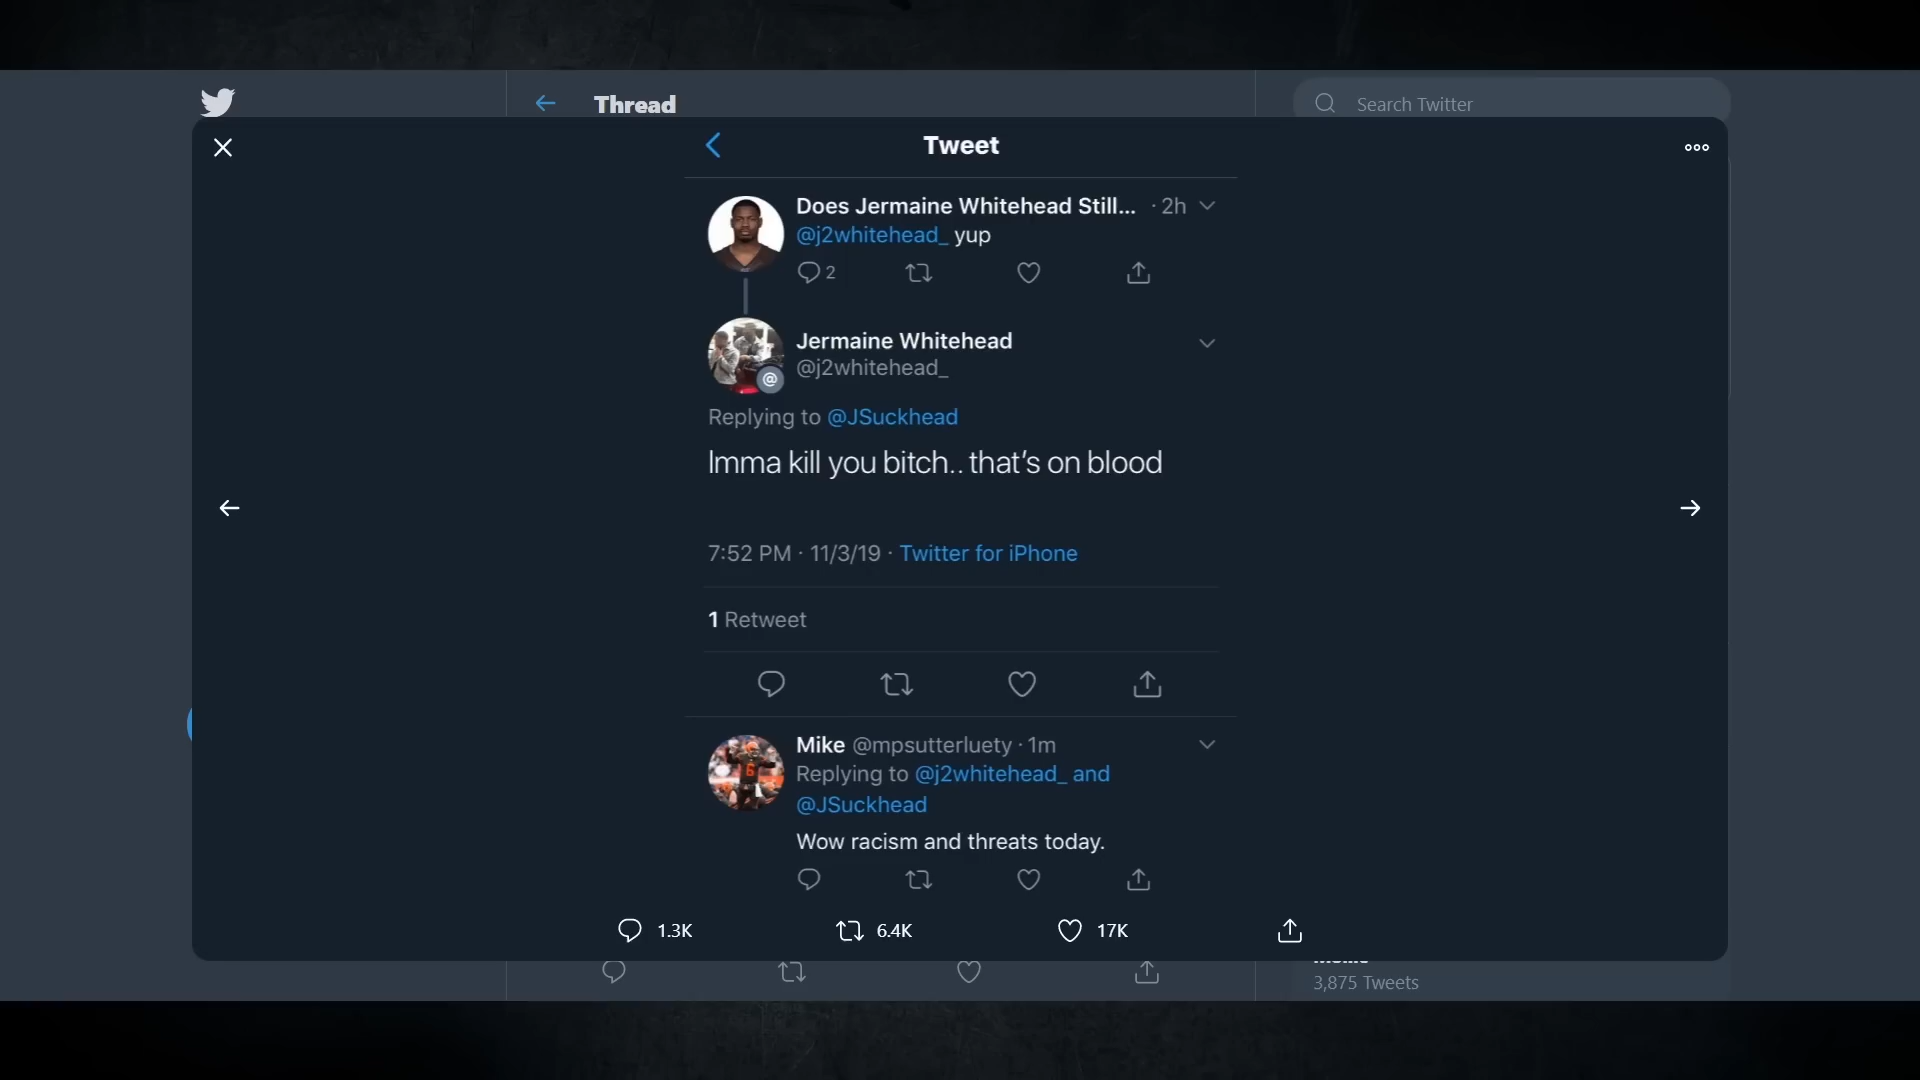 Thread
Search Twitter
Tweet
Does Jermaine Whitehead Still... · 2h
@j2whitehead_ yup
2
Jermaine Whitehead
@j2whitehead_
@
Replying to @JSuckhead
Imma kill you bitch.. that's on blood
7:52 PM · 11/3/19 · Twitter for iPhone
1 Retweet
Mike @mpsutterluety · 1m
Replying to @j2whitehead_ and
@JSuckhead
6
Wow racism and threats today.
1.3K 6.4K 17K
3,875 Tweets